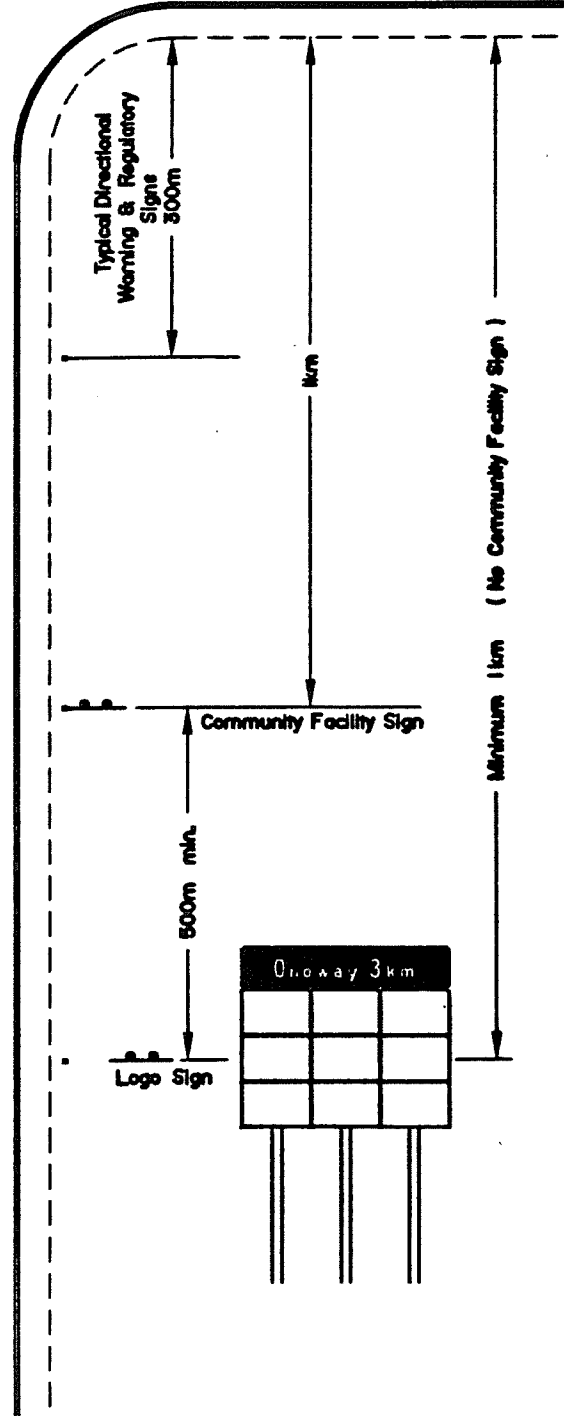 Typical Directional
Warning & Regulatory
Signs
300m
1km
Minimum 1km ( No Community Facility Sign )
Community Facility Sign
500m min.
Onoway 3km
Logo Sign